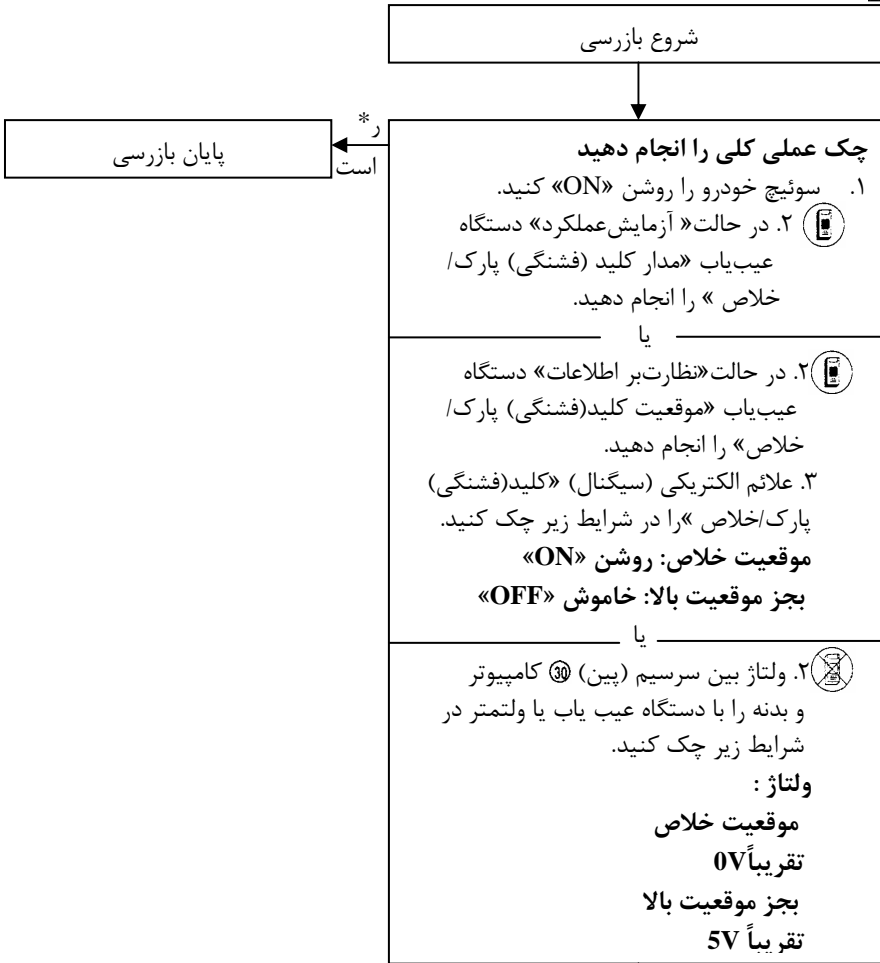 شروع بازرسی
ر*
است
پایان بازرسی
چک عملی کلی را انجام دهید
۱. سوئیچ خودرو را روشن «ON» کنید.
۲. در حالت« آزمایش‌عملکرد» دستگاه
عیب‌یاب «مدار کلید (فشنگی) پارک/
خلاص » را انجام دهید.
یا
۲. در حالت«نظارت‌بر اطلاعات» دستگاه
عیب‌یاب «موقعیت کلید(فشنگی) پارک/
خلاص» را انجام دهید.
۳. علائم الکتریکی (سیگنال) «کلید(فشنگی)
پارک/خلاص »را در شرایط زیر چک کنید.
موقعیت خلاص: روشن «ON»
بجز موقعیت بالا: خاموش «OFF»
یا
۲. ولتاژ بین سرسیم (پین) ㉚ کامپیوتر
و بدنه را با دستگاه عیب یاب یا ولتمتر در
شرایط زیر چک کنید.
ولتاژ :
موقعیت خلاص
تقریباً0V
بجز موقعیت بالا
تقریباً 5V